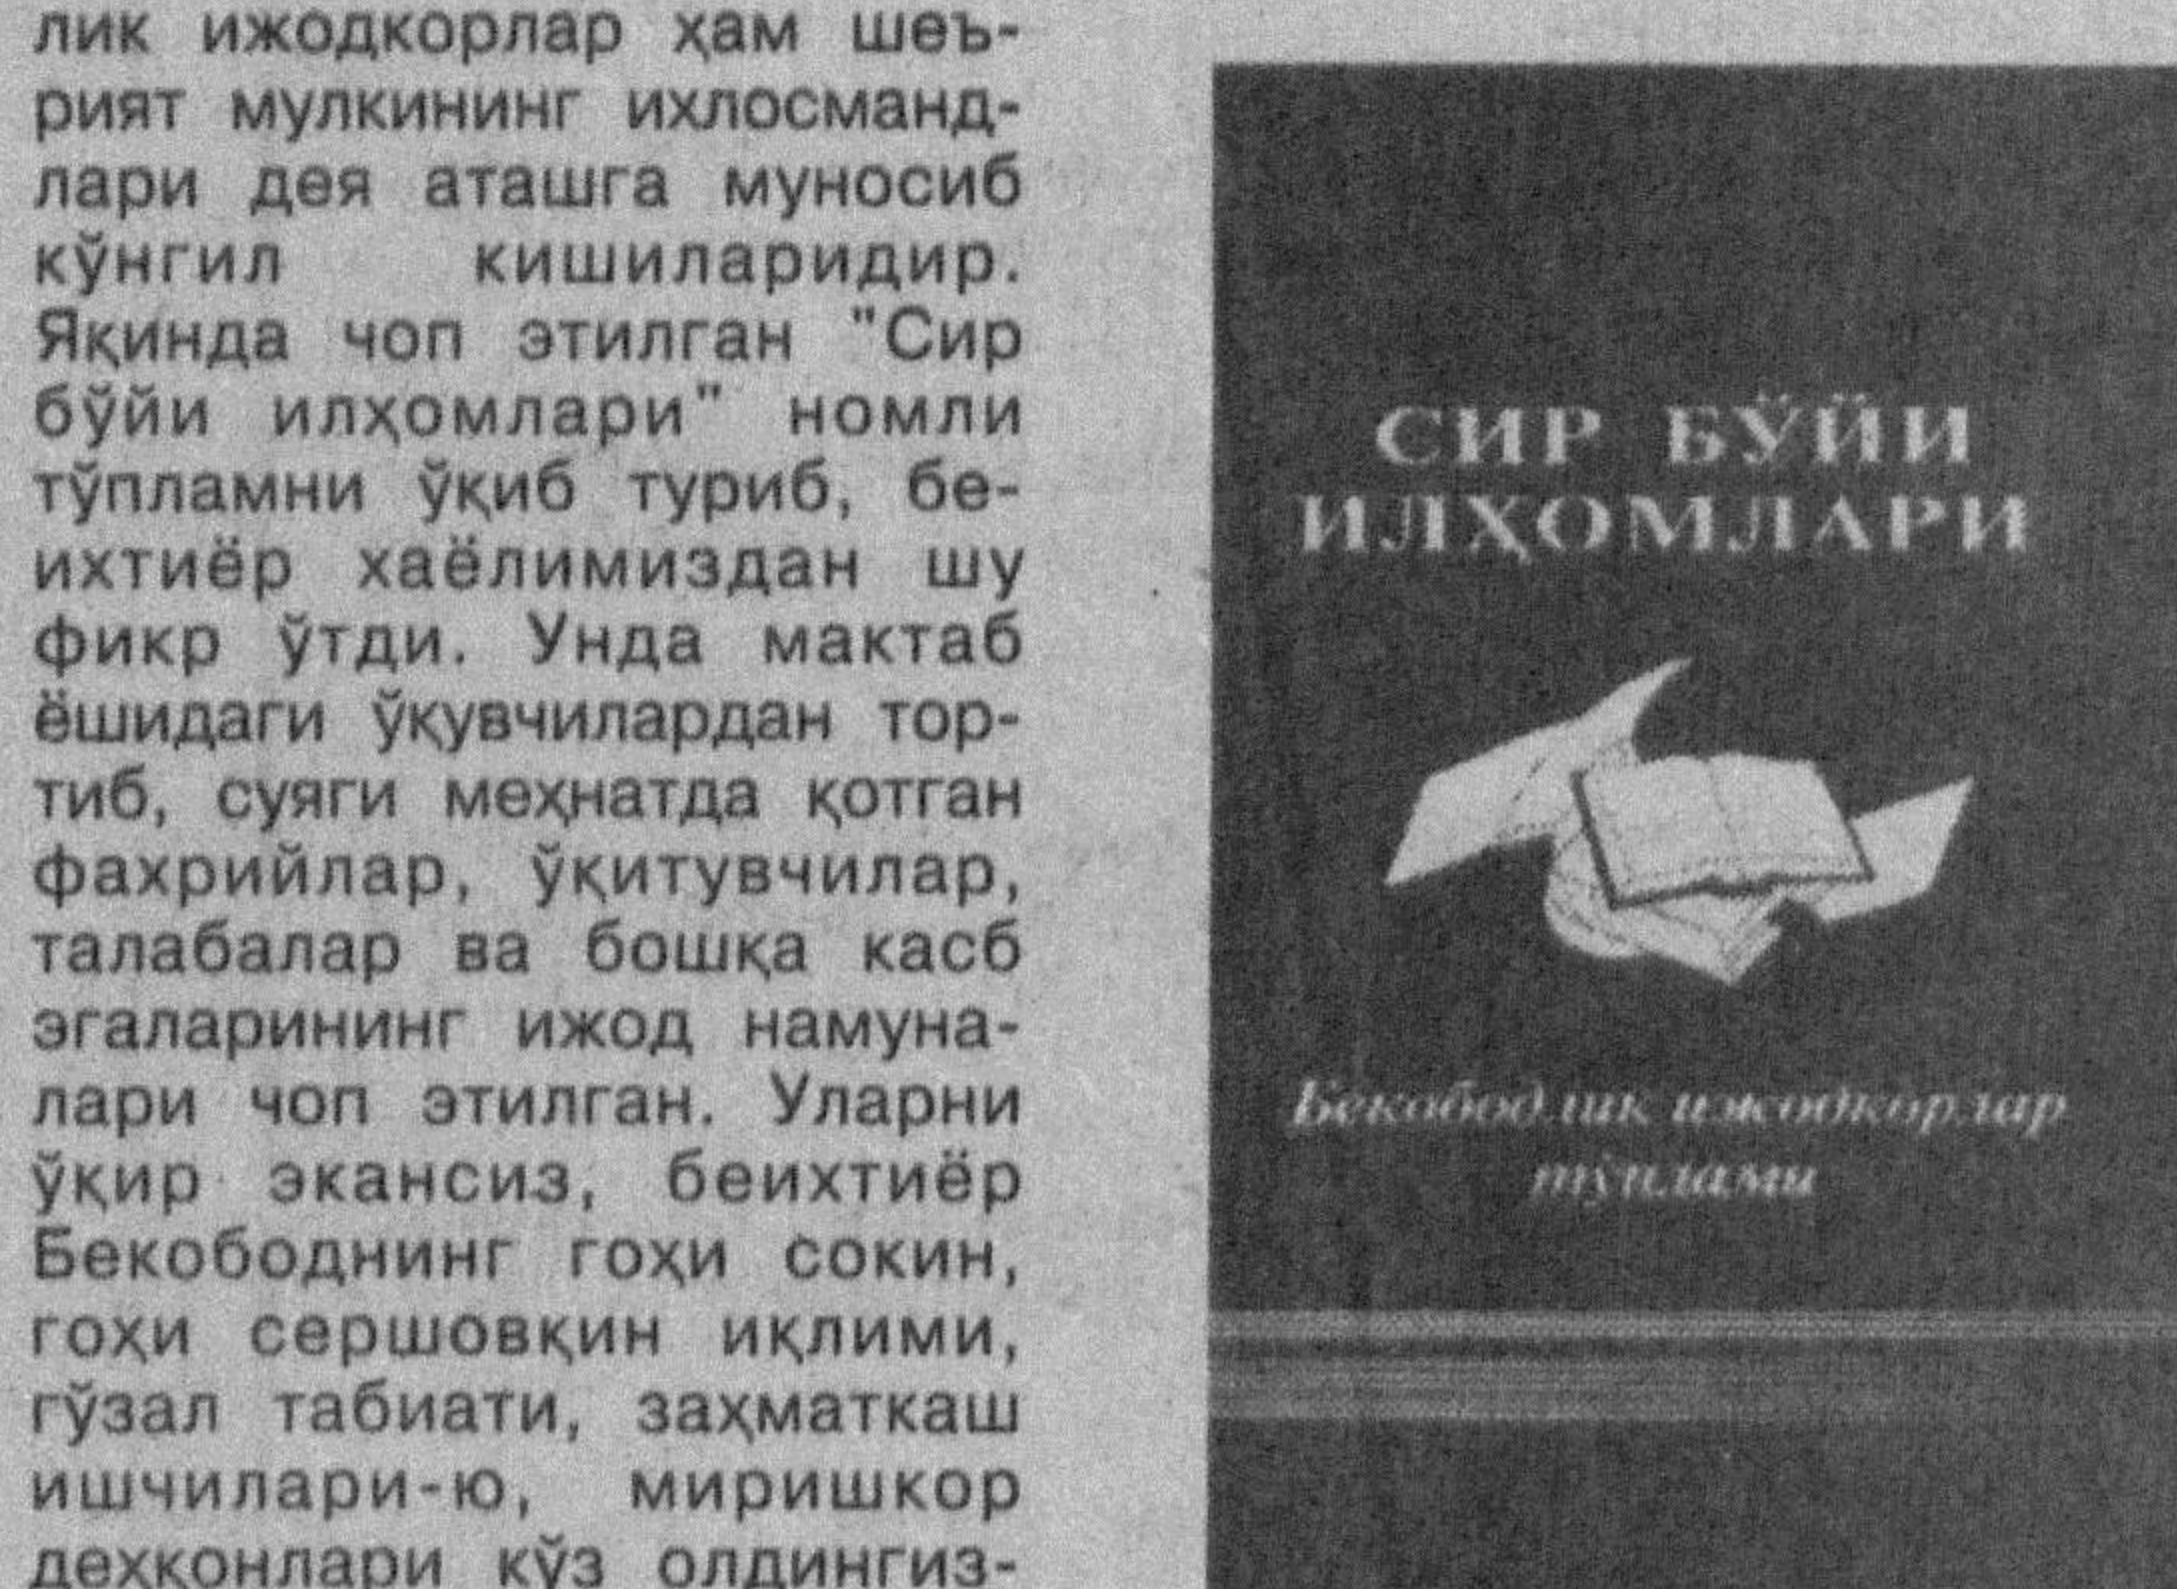 лик ижодкорлар ҳам шеъ-
рият мулкининг ихлосманд-
лари дея аташга муносиб
кўнгил кишиларидир.
Яқинда чоп этилган "Сир
бўйи илҳомлари" номли
тўпламни ўқиб туриб, бе-
ихтиёр хаёлимиздан шу
фикр ўтди. Унда мактаб
ёшидаги ўқувчилардан тор-
тиб, суяги меҳнатда қотган
фахрийлар, ўқитувчилар,
талабалар ва бошқа касб
эгаларининг ижод намуна-
лари чоп этилган. Уларни
ўқир экансиз, беихтиёр
Бекободнинг гоҳи сокин,
гоҳи сершовқин иқлими,
гўзал табиати, заҳматкаш
ишчилари-ю, миришкор
деҳқонлари кўз олдингиз-
СИР БЎЙИ
ИЛҲОМЛАРИ
Бекободлик ижодкорлар
тўплами